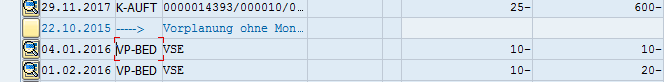 29.11.2017 K-AUFT 0000014393/000010/0… 25- 600-
22.10.2015 -----> Vorplanung ohne Mon…
04.01.2016 VP-BED VSE 10- 10-
01.02.2016 VP-BED VSE 10- 20-